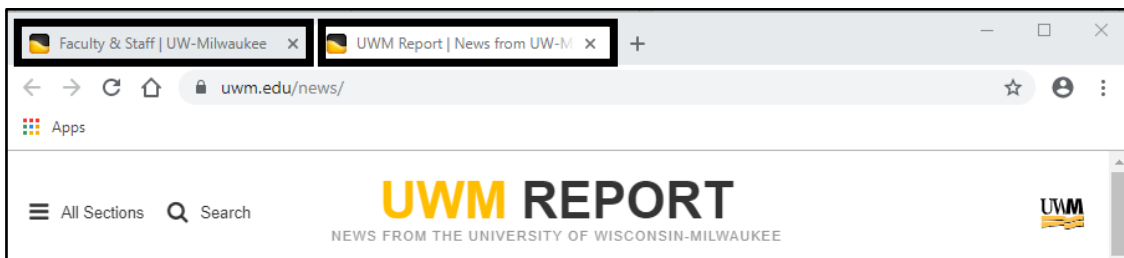 Faculty & Staff | UW-Milwaukee
UWM Report | News from UW-M
uwm.edu/news/
Apps
All Sections
Search
UWM REPORT
NEWS FROM THE UNIVERSITY OF WISCONSIN-MILWAUKEE
UWM